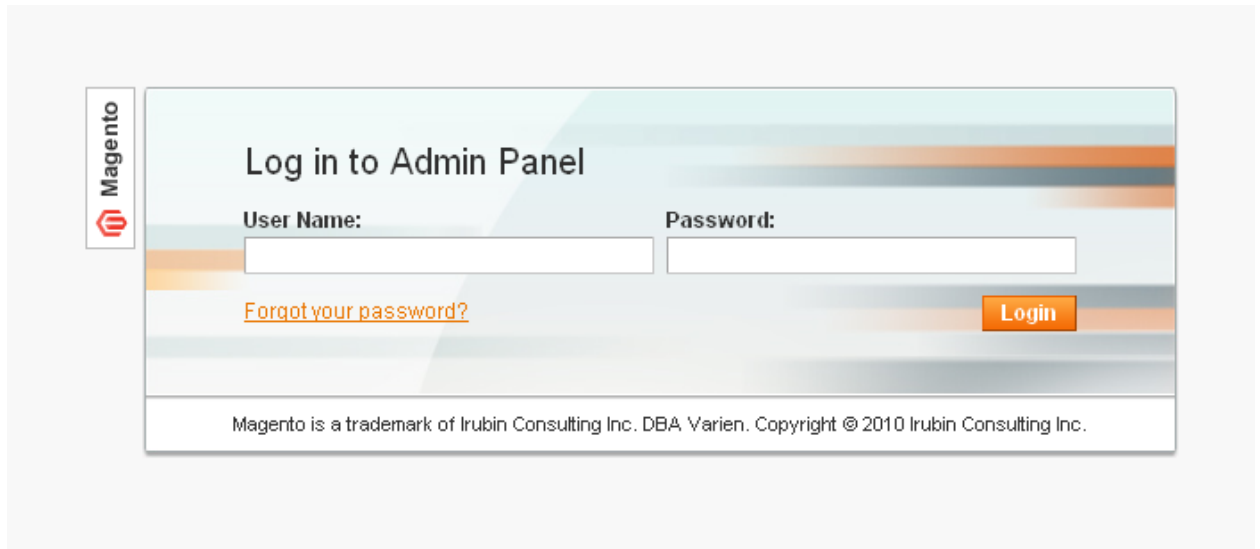 Magento
Log in to Admin Panel
User Name:
Password:
Forgot your password?
Login
Magento is a trademark of Irubin Consulting Inc. DBA Varien. Copyright © 2010 Irubin Consulting Inc.